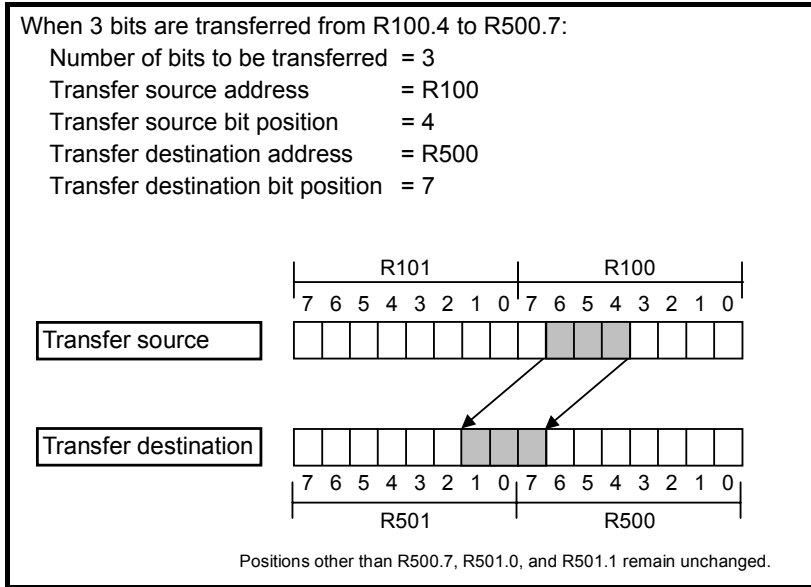 When 3 bits are transferred from R100.4 to R500.7:
Number of bits to be transferred = 3
Transfer source address = R100
Transfer source bit position = 4
Transfer destination address = R500
Transfer destination bit position = 7
R101 R100
7 6 5 4 3 2 1 0 7 6 5 4 3 2 1 0
Transfer source
Transfer destination
7 6 5 4 3 2 1 0 7 6 5 4 3 2 1 0
R501 R500
Positions other than R500.7, R501.0, and R501.1 remain unchanged.